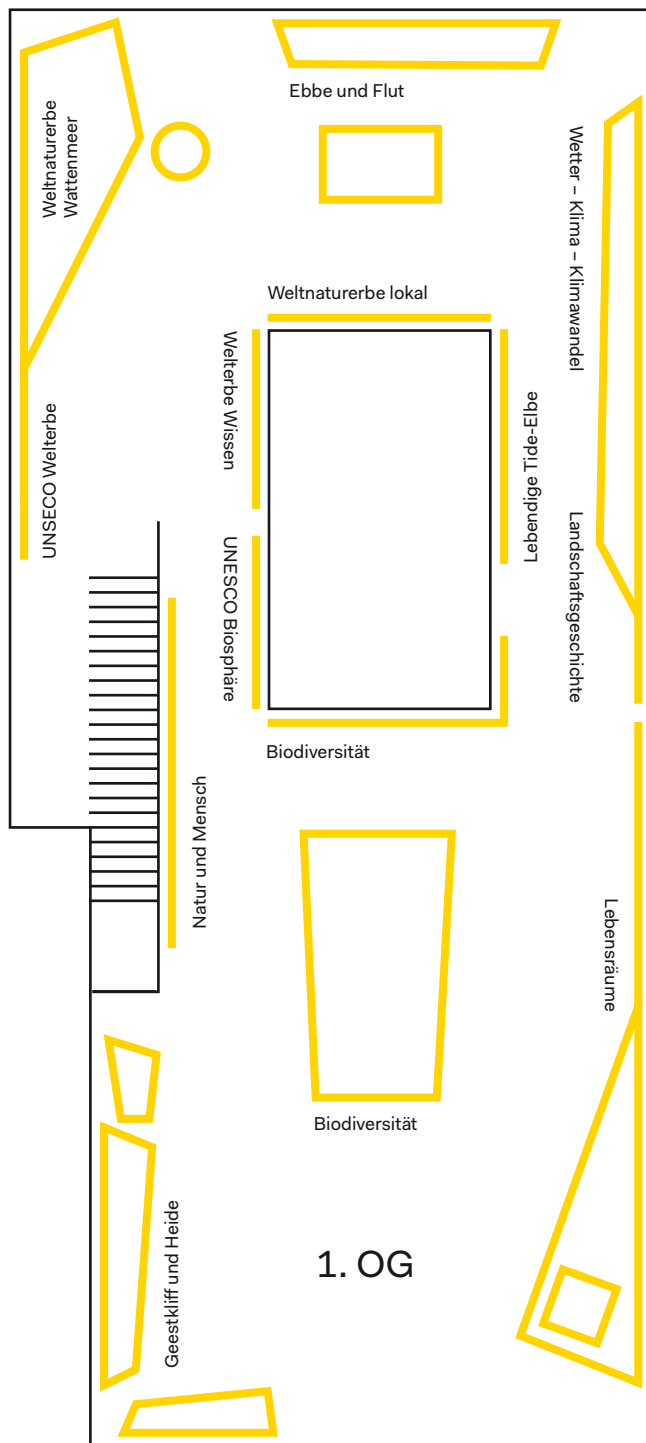 Ebbe und Flut
Weltnaturerbe
Wattenmeer
Wetter – Klima – Klimawandel
Weltnaturerbe lokal
Welterbe Wissen
Lebendige Tide-Elbe
UNSECO Welterbe
UNESCO Biosphäre
Landschaftsgeschichte
Biodiversität
Natur und Mensch
Lebensräume
Biodiversität
Geestkliff und Heide
1. OG